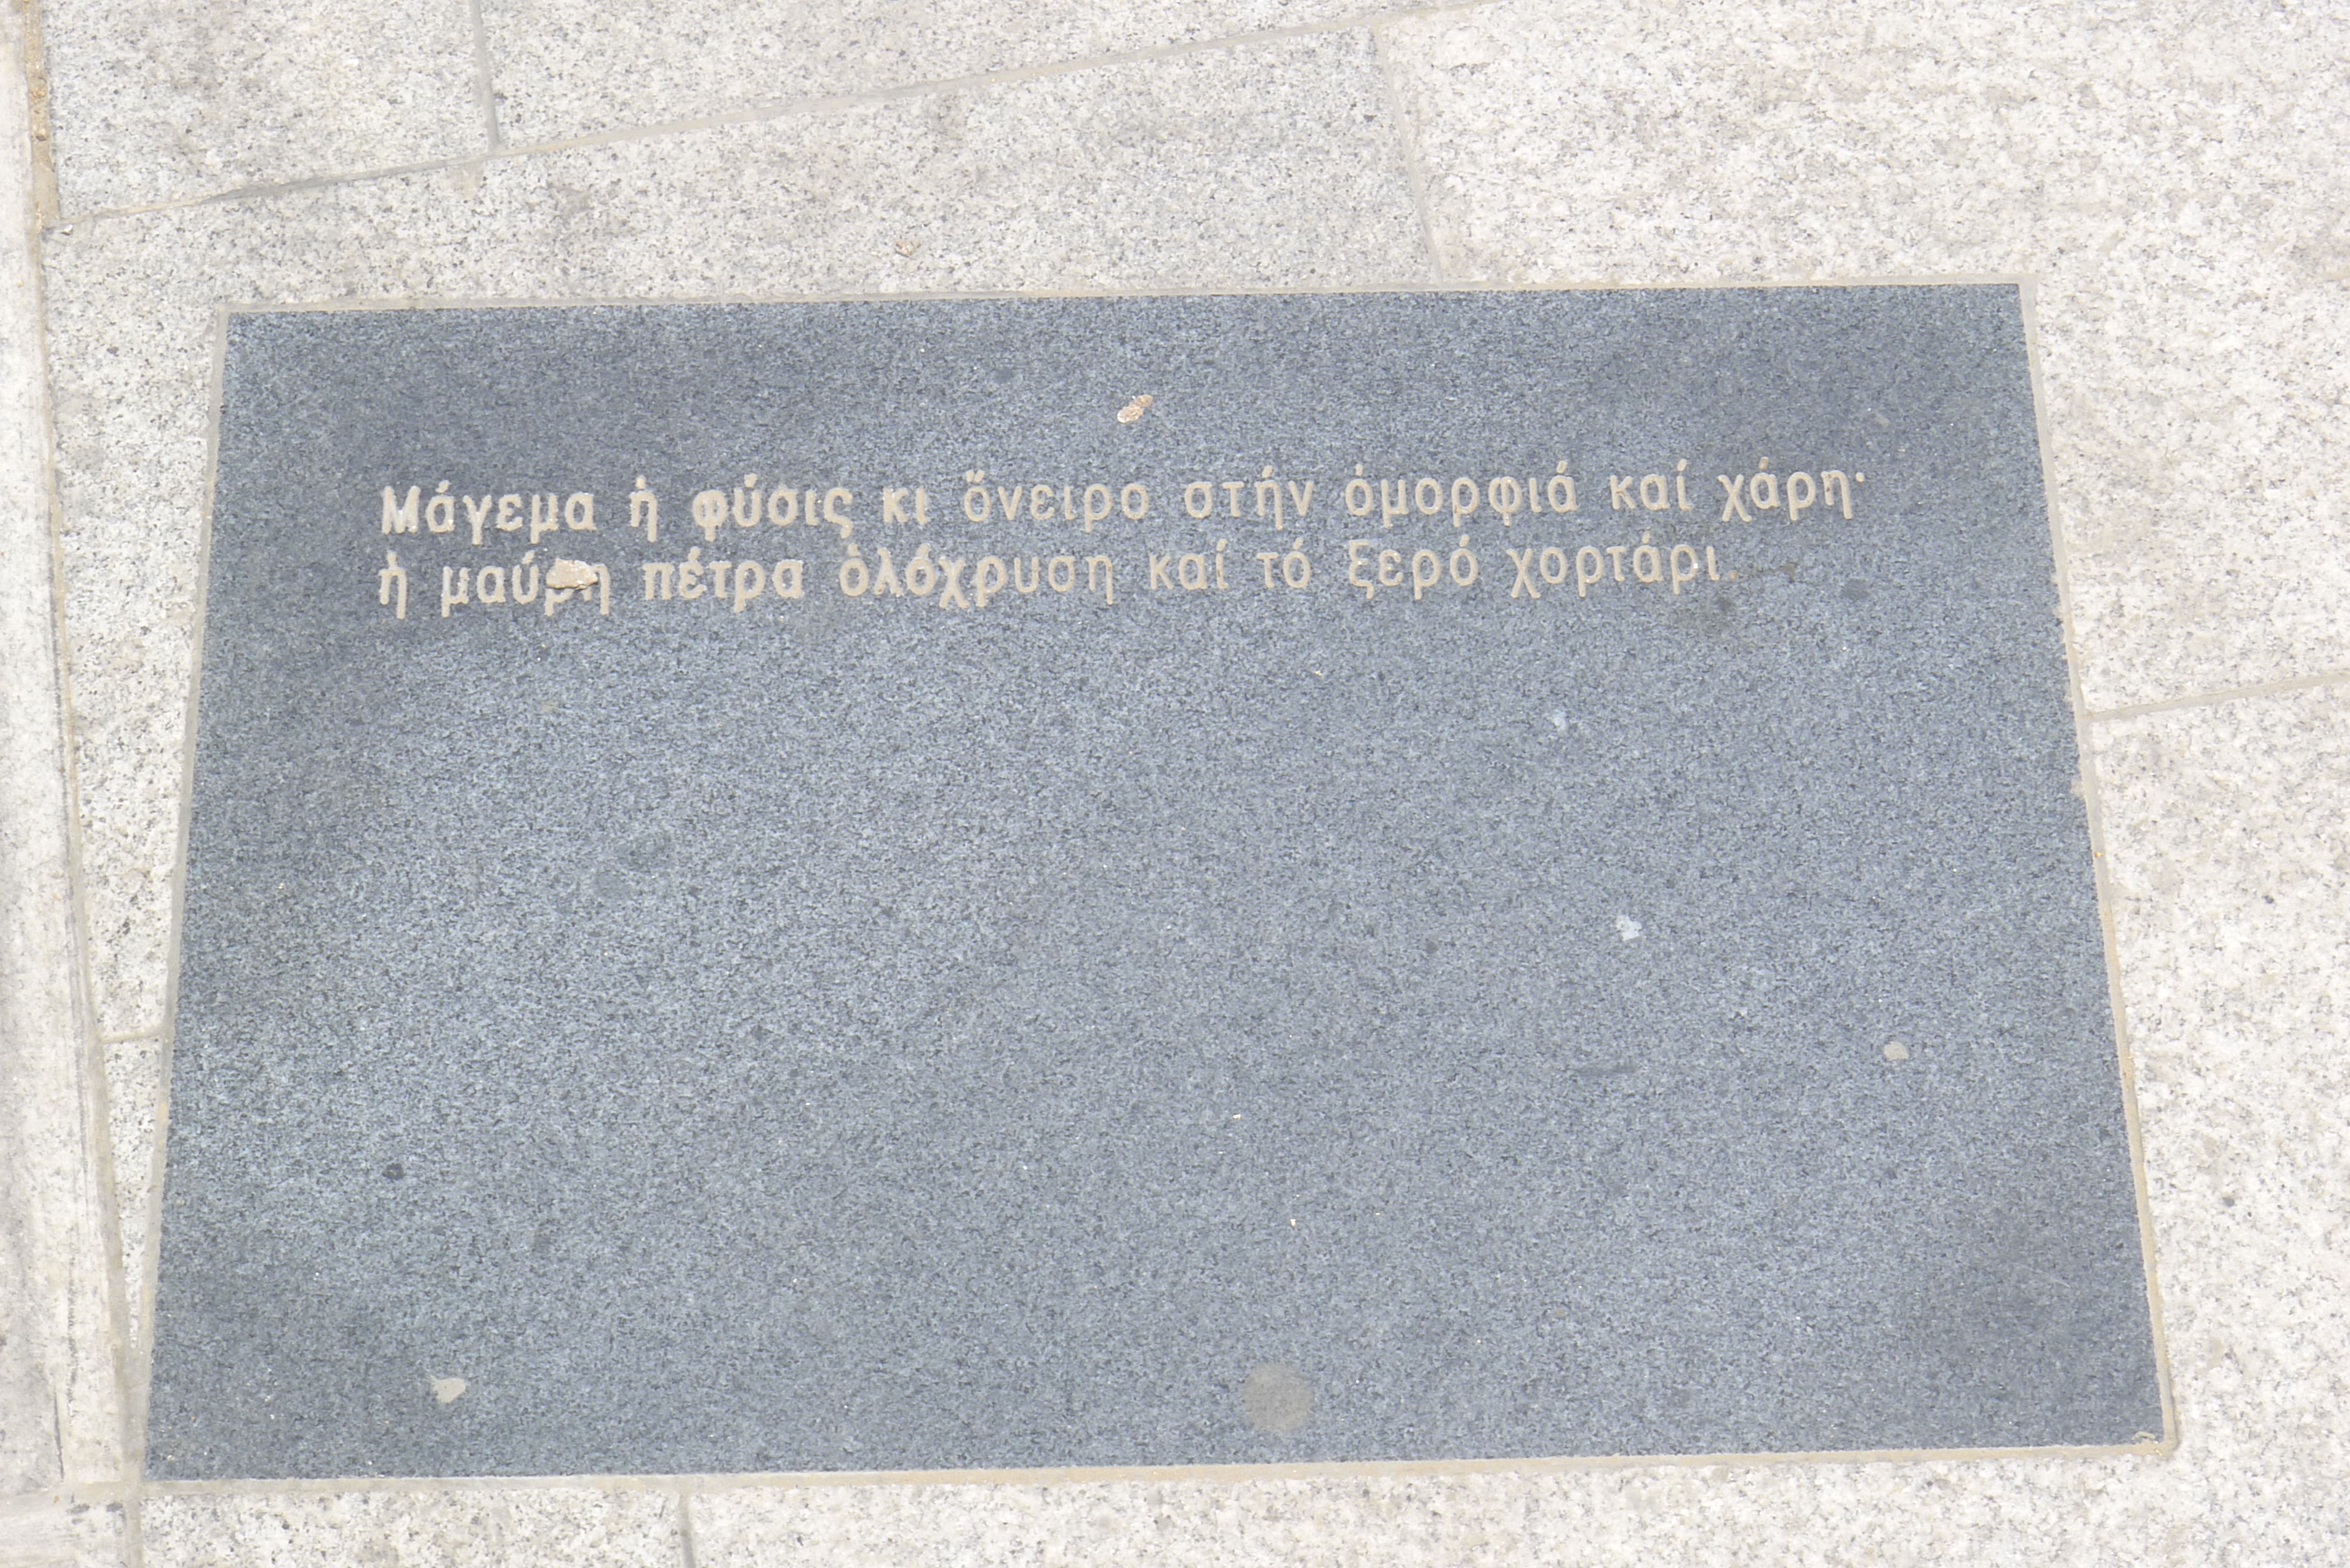 Μάγεμα ἡ φύσις κι ὄνειρο στήν ὀμορφιά καί χάρη·
ἡ μαύρη πέτρα ὁλόχρυση καί τό ξερό χορτάρι.